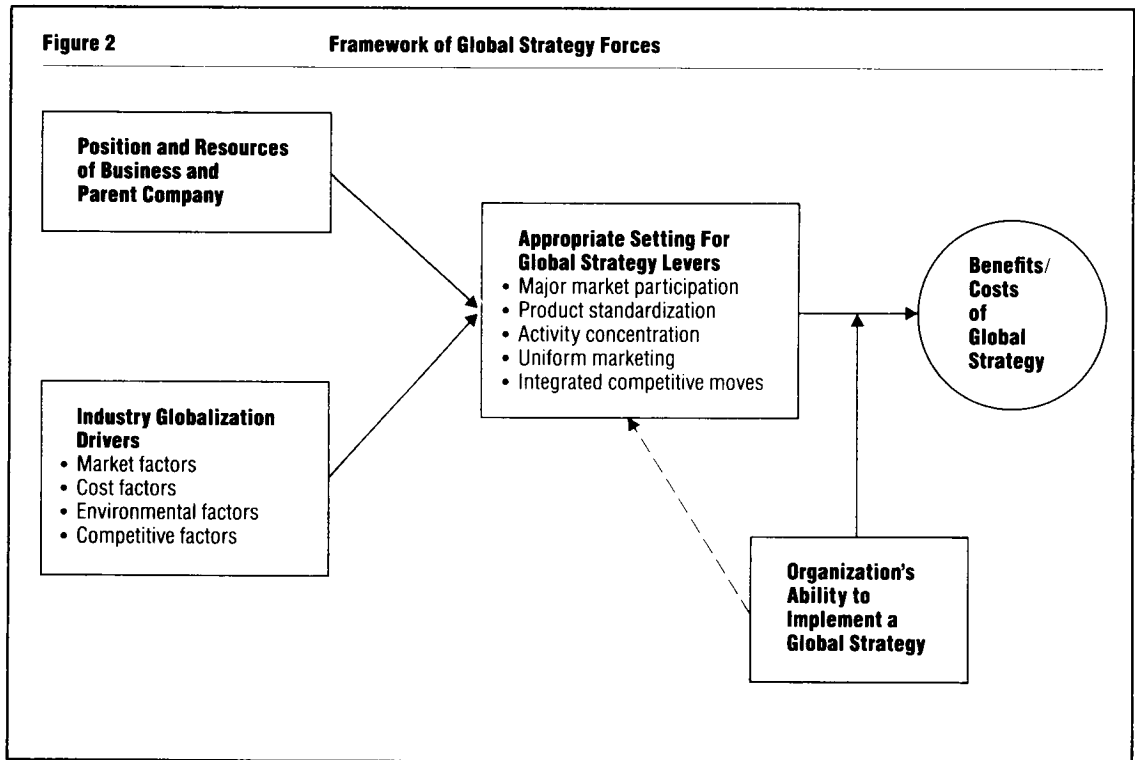 Figure 2 Framework of Global Strategy Forces
Position and Resources
of Business and
Parent Company
Appropriate Setting For
Global Strategy Levers
• Major market participation
• Product standardization
• Activity concentration
• Uniform marketing
• Integrated competitive moves
Benefits/
Costs
of
Global
Strategy
Industry Globalization
Drivers
• Market factors
• Cost factors
• Environmental factors
• Competitive factors
Organization's
Ability to
Implement a
Global Strategy